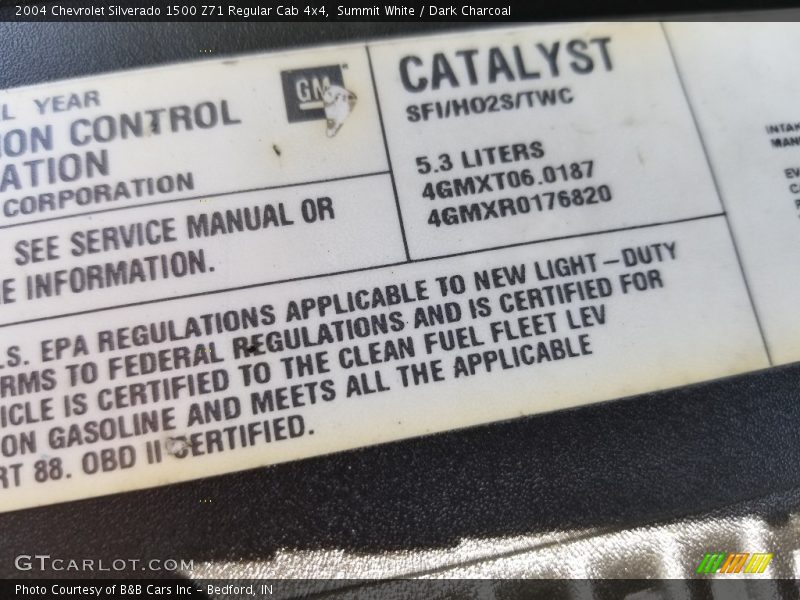 2004 Chevrolet Silverado 1500 Z71 Regular Cab 4x4, Summit White / Dark Charcoal
L YEAR
ION CONTROL
ATION
CORPORATION
GM
CATALYST
SFI/HO2S/TWC
5.3 LITERS
4GMXT06.0187
4GMXR0176820
SEE SERVICE MANUAL OR
E INFORMATION.
.S. EPA REGULATIONS APPLICABLE TO NEW LIGHT-DUTY
RMS TO FEDERAL REGULATIONS AND IS CERTIFIED FOR
ICLE IS CERTIFIED TO THE CLEAN FUEL FLEET LEV
ON GASOLINE AND MEETS ALL THE APPLICABLE
RT 88. OBD II CERTIFIED.
INTAK
MAN
EV
GTCARLOT.COM
Photo Courtesy of B&B Cars Inc - Bedford, IN